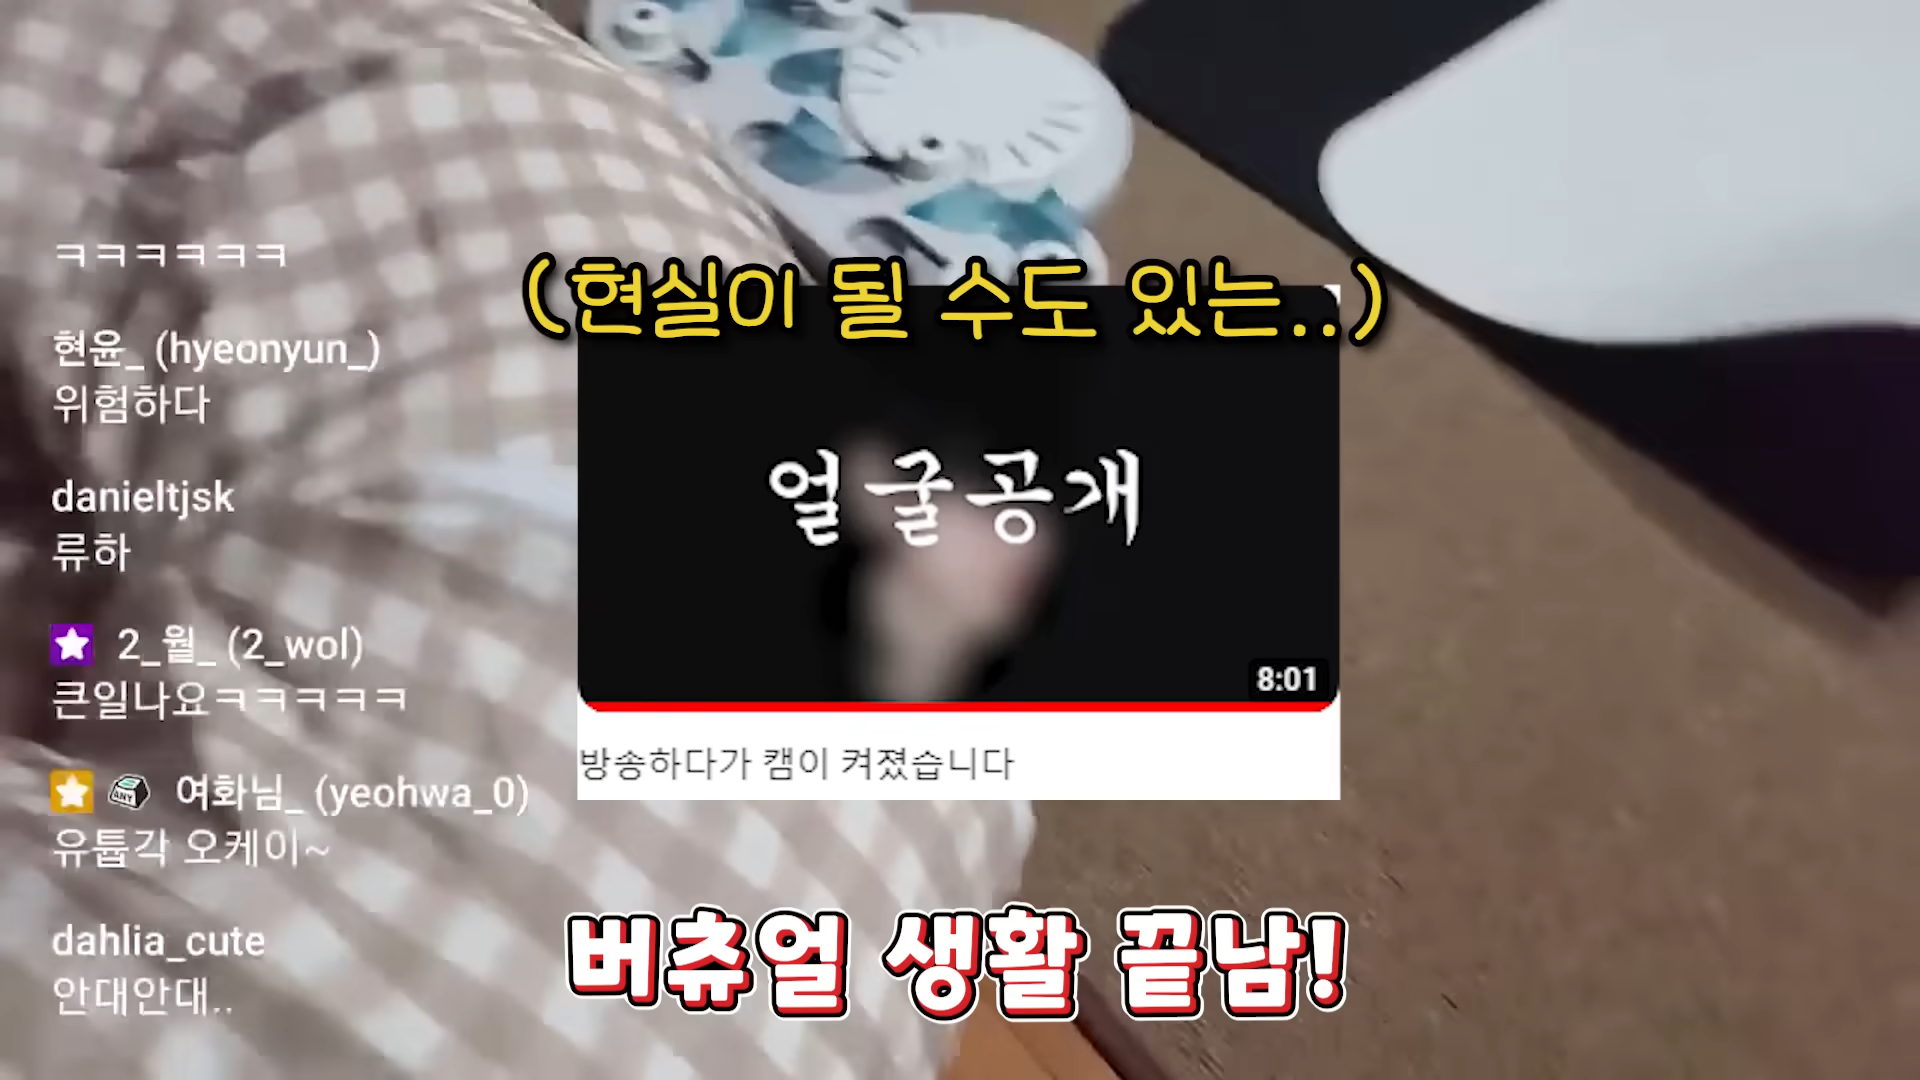 ㅋㅋㅋㅋㅋㅋ
현윤_ (hyeonyun_)
위험하다
danieltjsk
류하
2_월_ (2_wol)
큰일나요ㅋㅋㅋㅋㅋ
ANY 여화님_ (yeohwa_0)
유튭각 오케이~
dahlia_cute
안대안대..
(현실이 될 수도 있는..)
얼굴공개
8:01
방송하다가 캠이 켜졌습니다
버츄얼 생활 끝남!